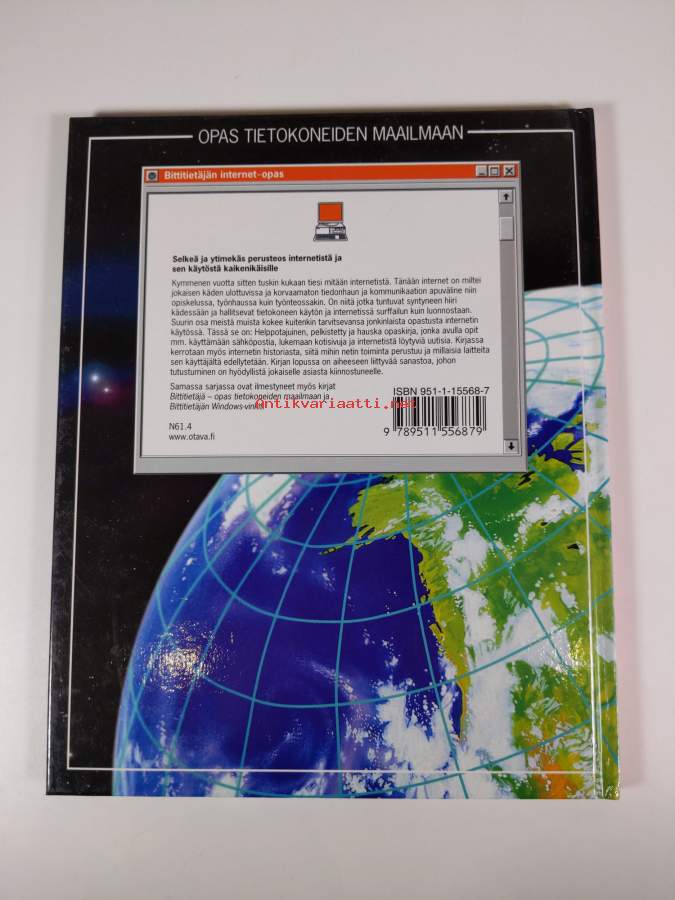 OPAS TIETOKONEIDEN MAAILMAAN
Bittitietäjän internet-opas
Selkeä ja ytimekäs perusteos internetistä ja
sen käytöstä kaikenikäisille
Kymmenen vuotta sitten tuskin kukaan tiesi mitään internetistä. Tänään internet on miltei
jokaisen käden ulottuvissa ja korvaamaton tiedonhaun ja kommunikaation apuväline niin
opiskelussa, työnhaussa kuin työnteossakin. On niitä jotka tuntuvat syntyneen hiiri
kädessään ja hallitsevat tietokoneen käytön ja internetissä surffailun kuin luonnostaan.
Suurin osa meistä muista kokee kuitenkin tarvitsevansa jonkinlaista opastusta internetin
käytössä. Tässä se on: Helppotajuinen, pelkistetty ja hauska opaskirja, jonka avulla opit
mm. käyttämään sähköpostia, lukemaan kotisivuja ja internetistä löytyviä uutisia. Kirjassa
kerrotaan myös internetin historiasta, siitä mihin netin toiminta perustuu ja millaisia laitteita
sen käyttäjältä edellytetään. Kirjan lopussa on aiheeseen liittyvää sanastoa, johon
tutustuminen on hyödyllistä jokaiselle asiasta kiinnostuneelle.
Samassa sarjassa ovat ilmestyneet myös kirjat
Bittitietäjä – opas tietokoneiden maailmaan ja
Bittitietäjän Windows-vinkit
ISBN 951-1-15568-7
Antikvariaatti.net
9 789511 556879
N61.4
www.otava.fi